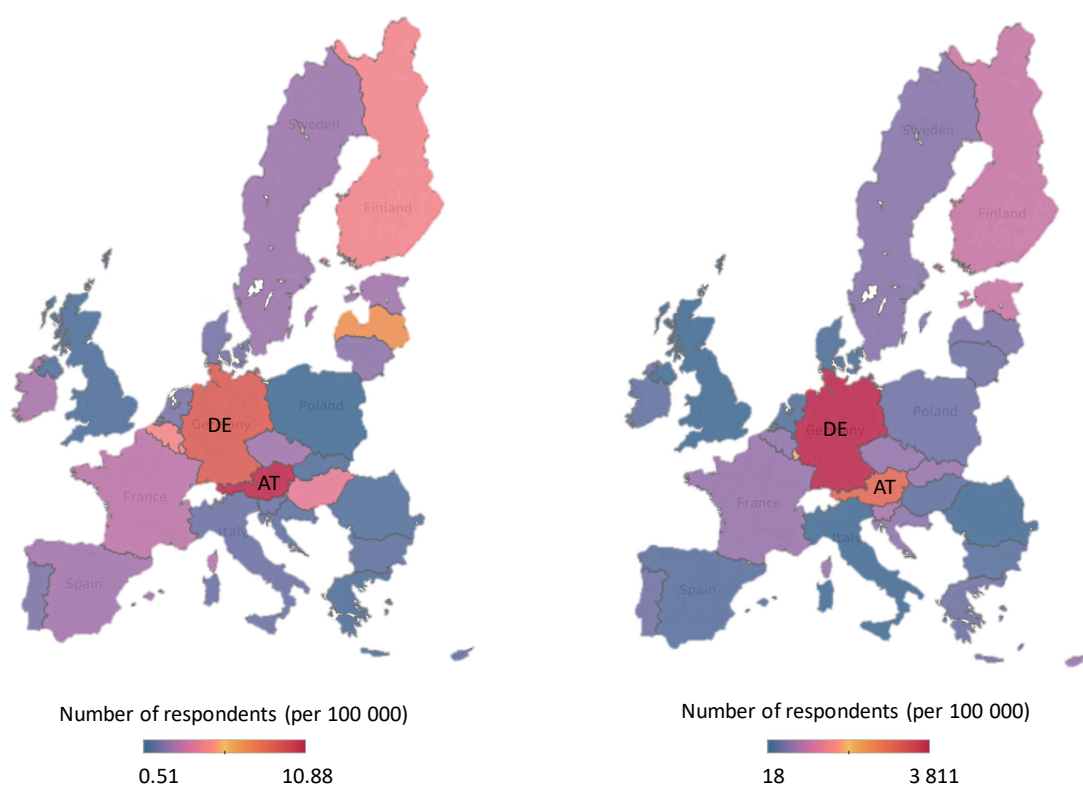 Sweden
Finland
DE
Germany
Poland
AT
France
Italy
Spain
Number of respondents (per 100 000)
0.51 10.88
Sweden
Finland
DE
Germany
Poland
AT
France
Italy
Spain
Number of respondents (per 100 000)
18 3 811